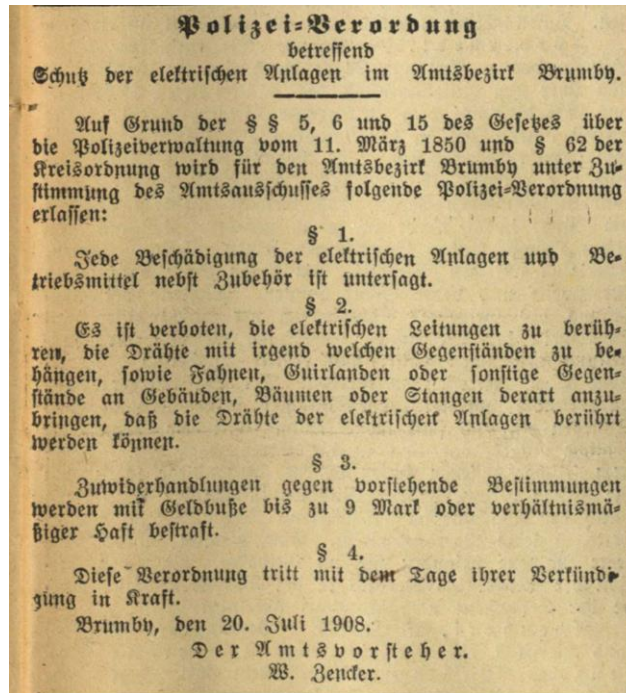 Polizei-Verordnung
betreffend
Schutz der elektrischen Anlagen im Amtsbezirk Brumby.
Auf Grund der § § 5, 6 und 15 des Gesetzes über
die Polizeiverwaltung vom 11. März 1850 und § 62 der
Kreisordnung wird für den Amtsbezirk Brumby unter Zu-
stimmung des Amtsausschusses folgende Polizei-Verordnung
erlassen:
§ 1.
Jede Beschädigung der elektrischen Anlagen und Be-
triebsmittel nebst Zubehör ist untersagt.
§ 2.
Es ist verboten, die elektrischen Leitungen zu berüh-
ren, die Drähte mit irgend welchen Gegenständen zu be-
hängen, sowie Fahnen, Guirlanden oder sonstige Gegen-
stände an Gebäuden, Bäumen oder Stangen derart anzu-
bringen, daß die Drähte der elektrischen Anlagen berührt
werden können.
§ 3.
Zuwiderhandlungen gegen vorstehende Bestimmungen
werden mit Geldbuße bis zu 9 Mark oder verhältnismä-
ßiger Haft bestraft.
§ 4.
Diese Verordnung tritt mit dem Tage ihrer Verkündi-
gung in Kraft.
Brumby, den 20. Juli 1908.
Der Amtsvorsteher.
W. Zencker.